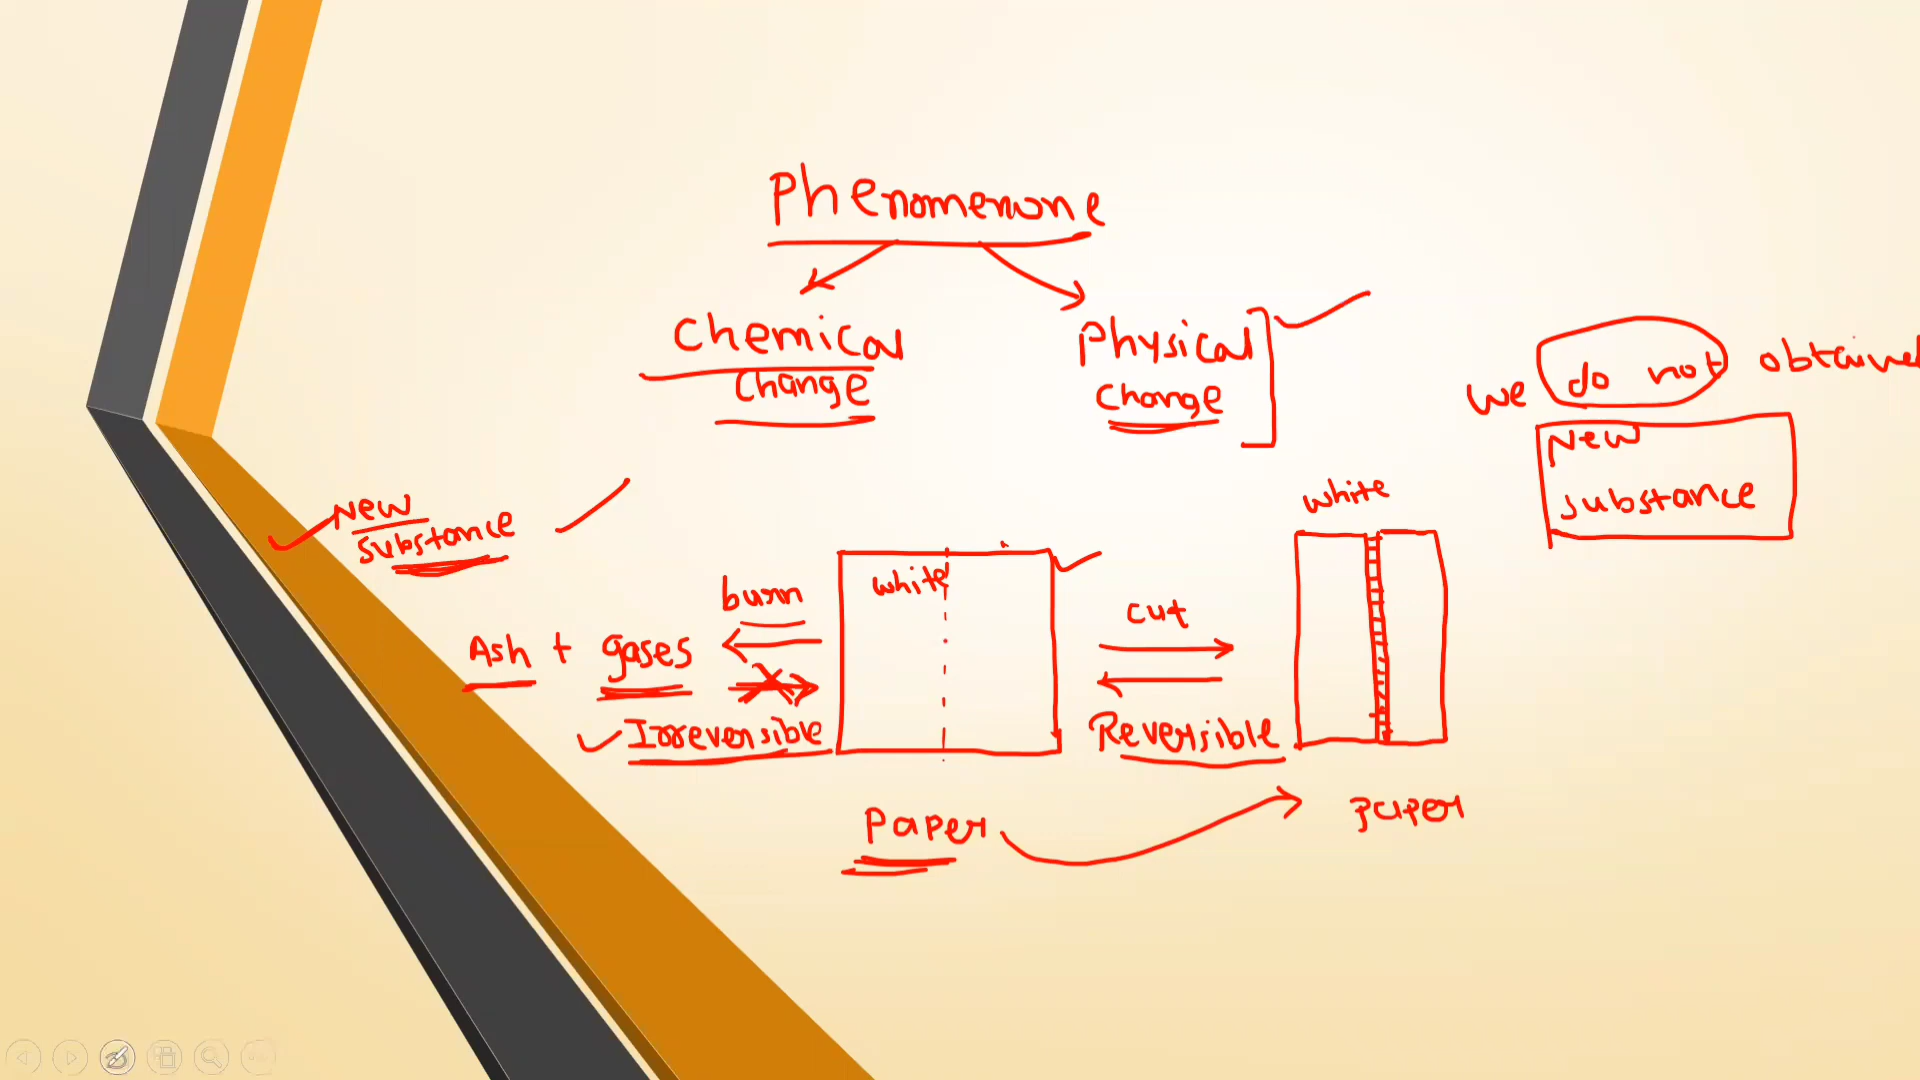 Phenomenone
Chemical
change
Physical
change
we do not obtained
New
substance
New
substance
white
white
burn
cut
Ash + gases
Irreversible
Reversible
Paper
paper